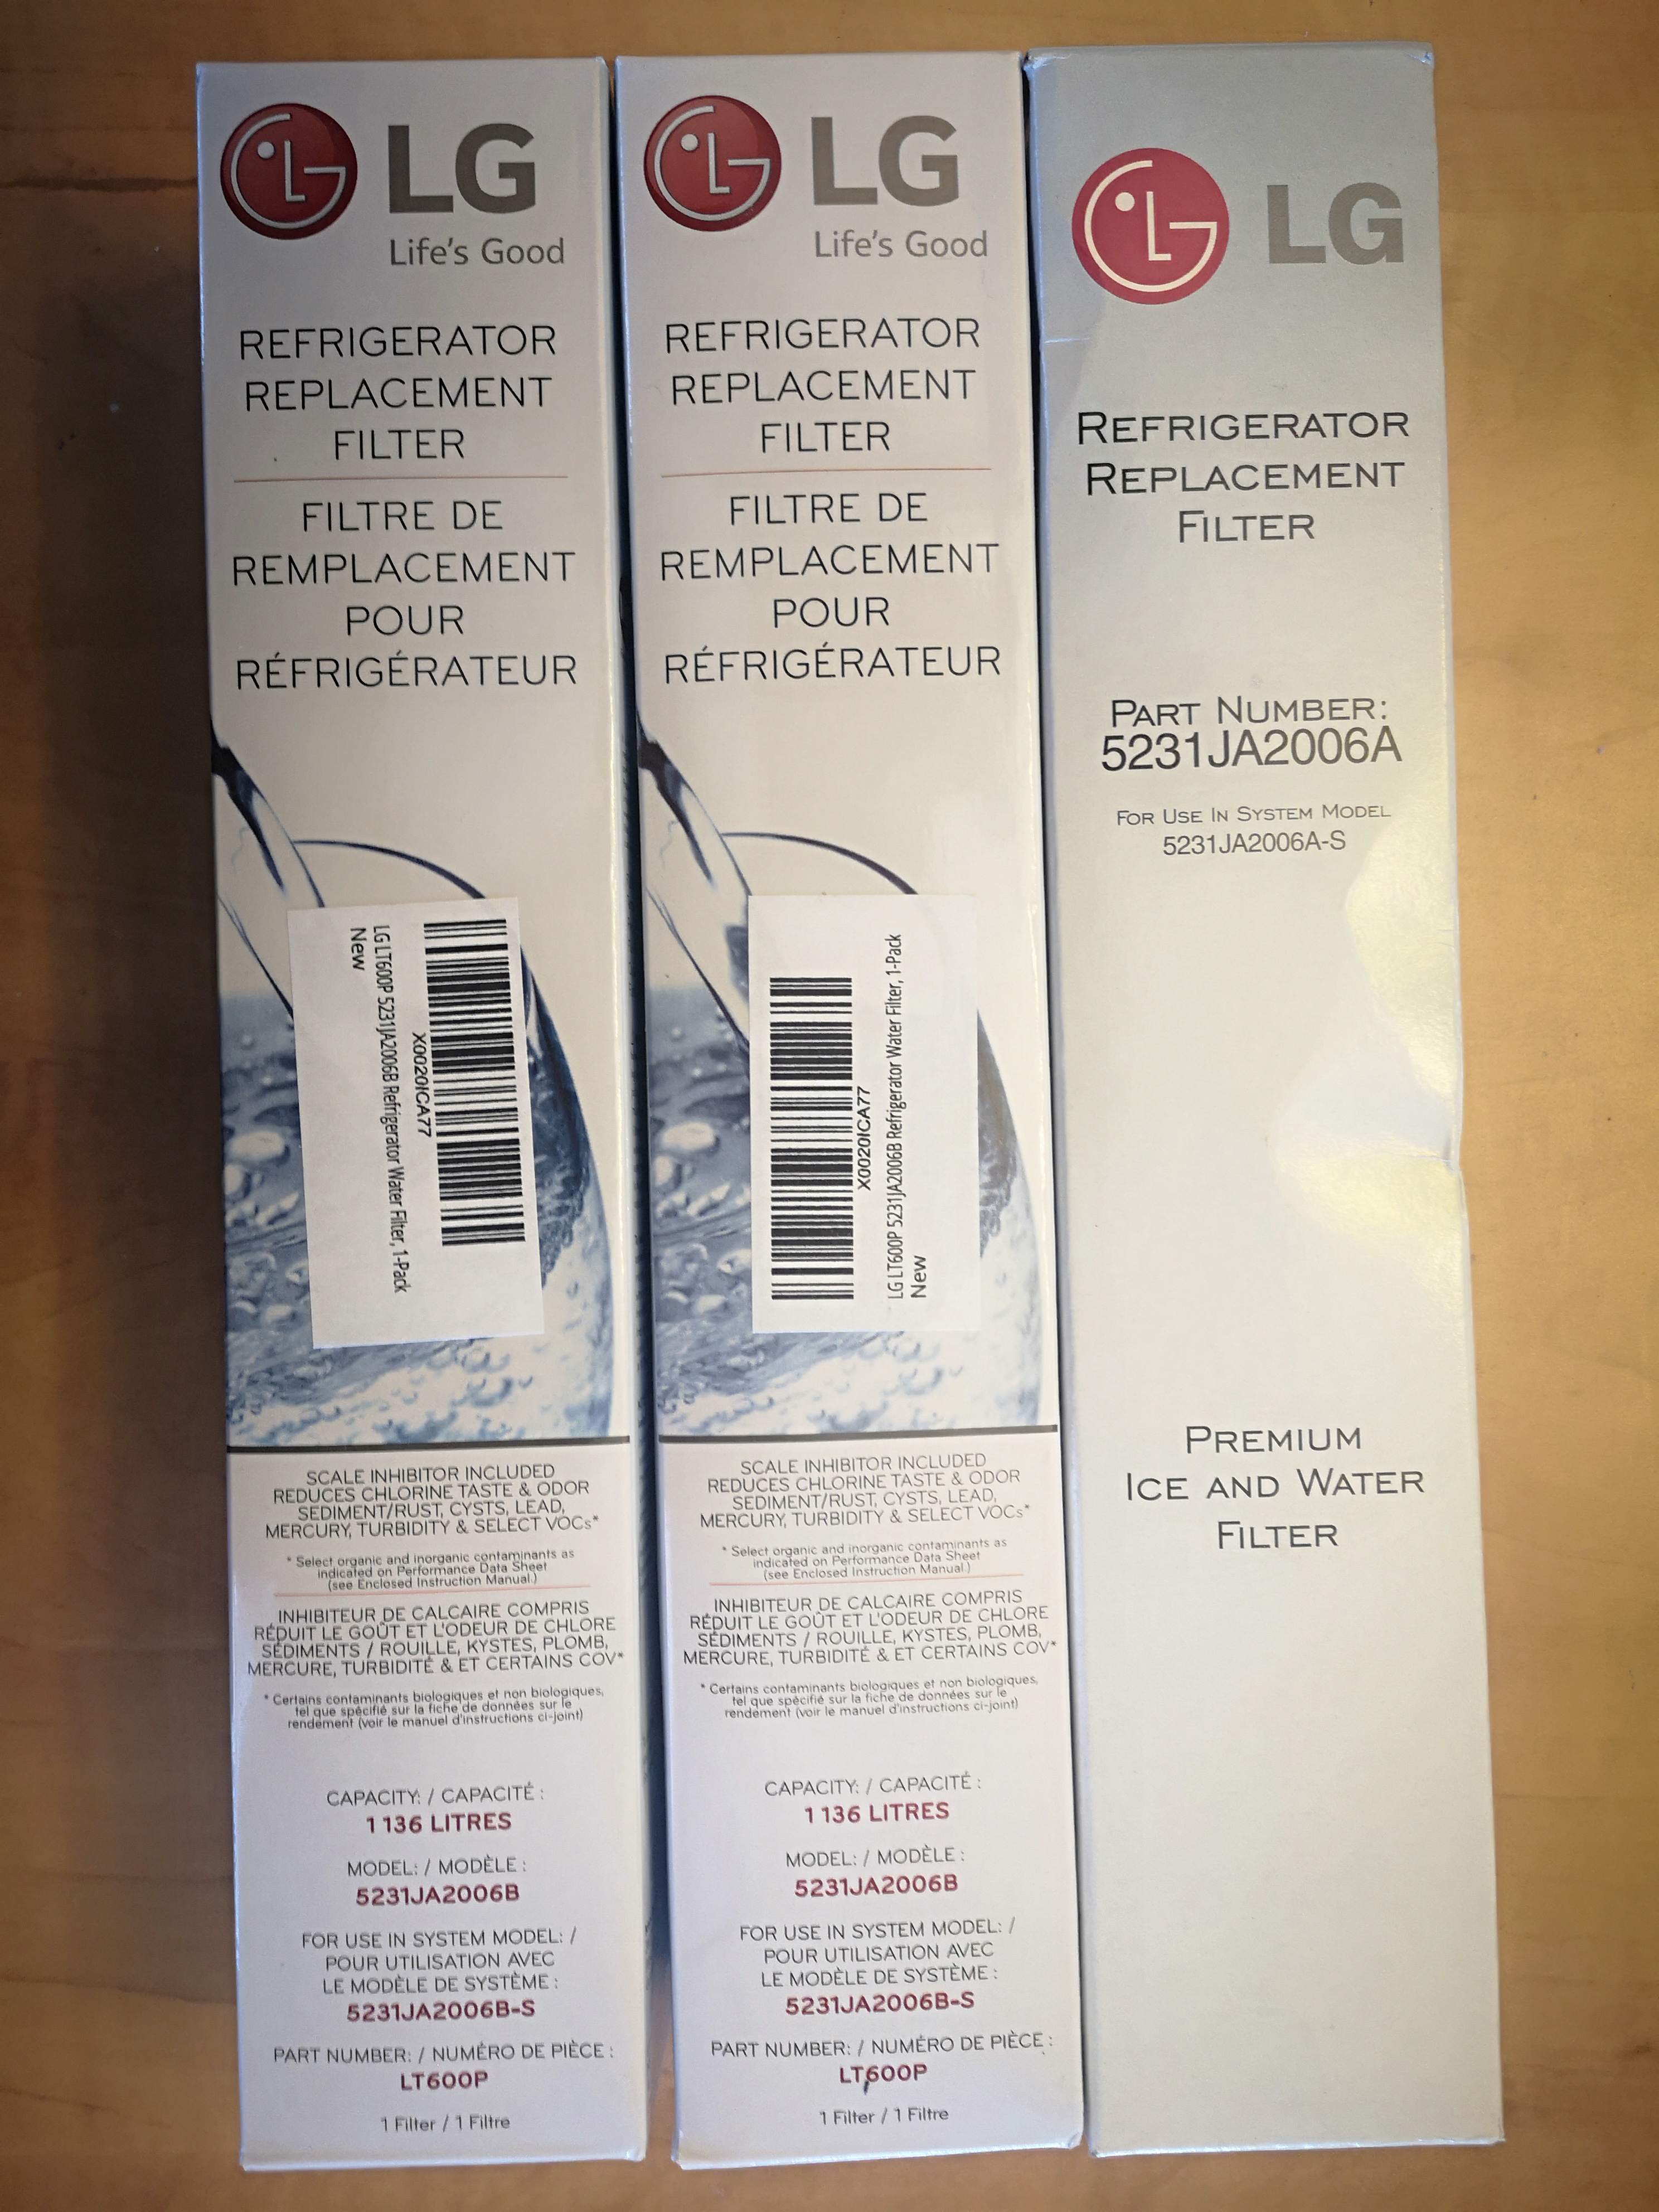 LG
Life's Good
REFRIGERATOR
REPLACEMENT
FILTER
FILTRE DE
REMPLACEMENT
POUR
RÉFRIGÉRATEUR
X0020ICA77
LG LT600P 5231JA2006B Refrigerator Water Filter, 1-Pack
New
SCALE INHIBITOR INCLUDED
REDUCES CHLORINE TASTE & ODOR
SEDIMENT/RUST, CYSTS, LEAD,
MERCURY, TURBIDITY & SELECT VOCs*
* Select organic and inorganic contaminants as
indicated on Performance Data Sheet
(see Enclosed Instruction Manual.)
INHIBITEUR DE CALCAIRE COMPRIS
RÉDUIT LE GOÛT ET L'ODEUR DE CHLORE
SÉDIMENTS / ROUILLE, KYSTES, PLOMB,
MERCURE, TURBIDITÉ & ET CERTAINS COV*
* Certains contaminants biologiques et non biologiques,
tel que spécifié sur la fiche de données sur le
rendement (voir le manuel d'instructions ci-joint)
CAPACITY: / CAPACITÉ :
1 136 LITRES
MODEL: / MODÈLE :
5231JA2006B
FOR USE IN SYSTEM MODEL: /
POUR UTILISATION AVEC
LE MODÈLE DE SYSTÈME :
5231JA2006B-S
PART NUMBER: / NUMÉRO DE PIÈCE :
LT600P
1 Filter / 1 Filtre
LG
Life's Good
REFRIGERATOR
REPLACEMENT
FILTER
FILTRE DE
REMPLACEMENT
POUR
RÉFRIGÉRATEUR
X0020ICA77
LG LT600P 5231JA2006B Refrigerator Water Filter, 1-Pack
New
SCALE INHIBITOR INCLUDED
REDUCES CHLORINE TASTE & ODOR
SEDIMENT/RUST, CYSTS, LEAD,
MERCURY, TURBIDITY & SELECT VOCs*
* Select organic and inorganic contaminants as
indicated on Performance Data Sheet
(see Enclosed Instruction Manual.)
INHIBITEUR DE CALCAIRE COMPRIS
RÉDUIT LE GOÛT ET L'ODEUR DE CHLORE
SÉDIMENTS / ROUILLE, KYSTES, PLOMB,
MERCURE, TURBIDITÉ & ET CERTAINS COV*
* Certains contaminants biologiques et non biologiques,
tel que spécifié sur la fiche de données sur le
rendement (voir le manuel d'instructions ci-joint)
CAPACITY: / CAPACITÉ :
1 136 LITRES
MODEL: / MODÈLE :
5231JA2006B
FOR USE IN SYSTEM MODEL: /
POUR UTILISATION AVEC
LE MODÈLE DE SYSTÈME :
5231JA2006B-S
PART NUMBER: / NUMÉRO DE PIÈCE :
LT600P
1 Filter / 1 Filtre
LG
REFRIGERATOR
REPLACEMENT
FILTER
PART NUMBER:
5231JA2006A
FOR USE IN SYSTEM MODEL
5231JA2006A-S
PREMIUM
ICE AND WATER
FILTER